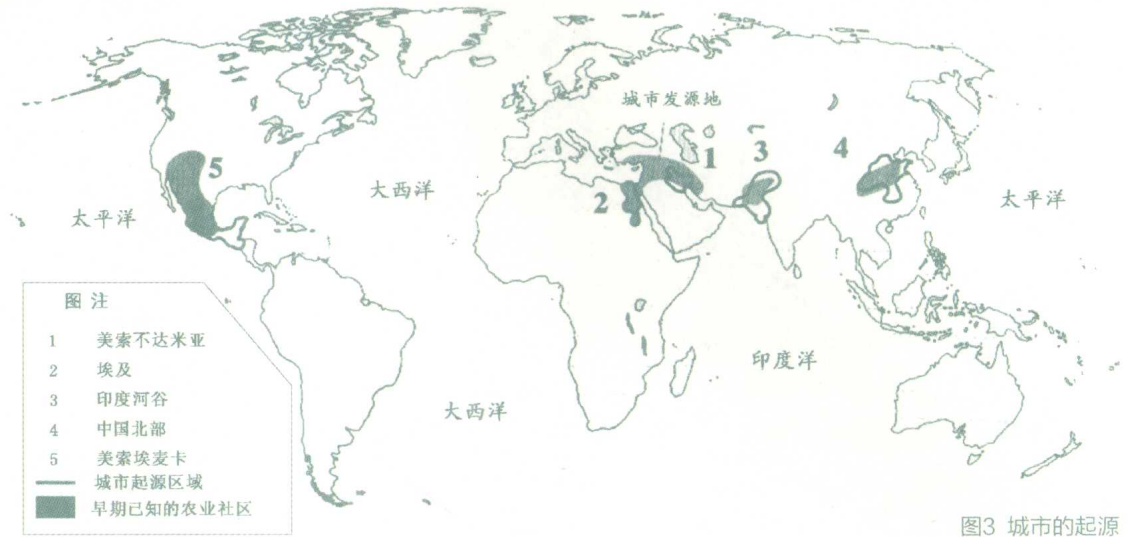 城市发源地
1
3
4
5
2
大西洋
太平洋
太平洋
印度洋
大西洋
图 注
1 美索不达米亚
2 埃及
3 印度河谷
4 中国北部
5 美索埃麦卡
城市起源区域
早期已知的农业社区
图3 城市的起源